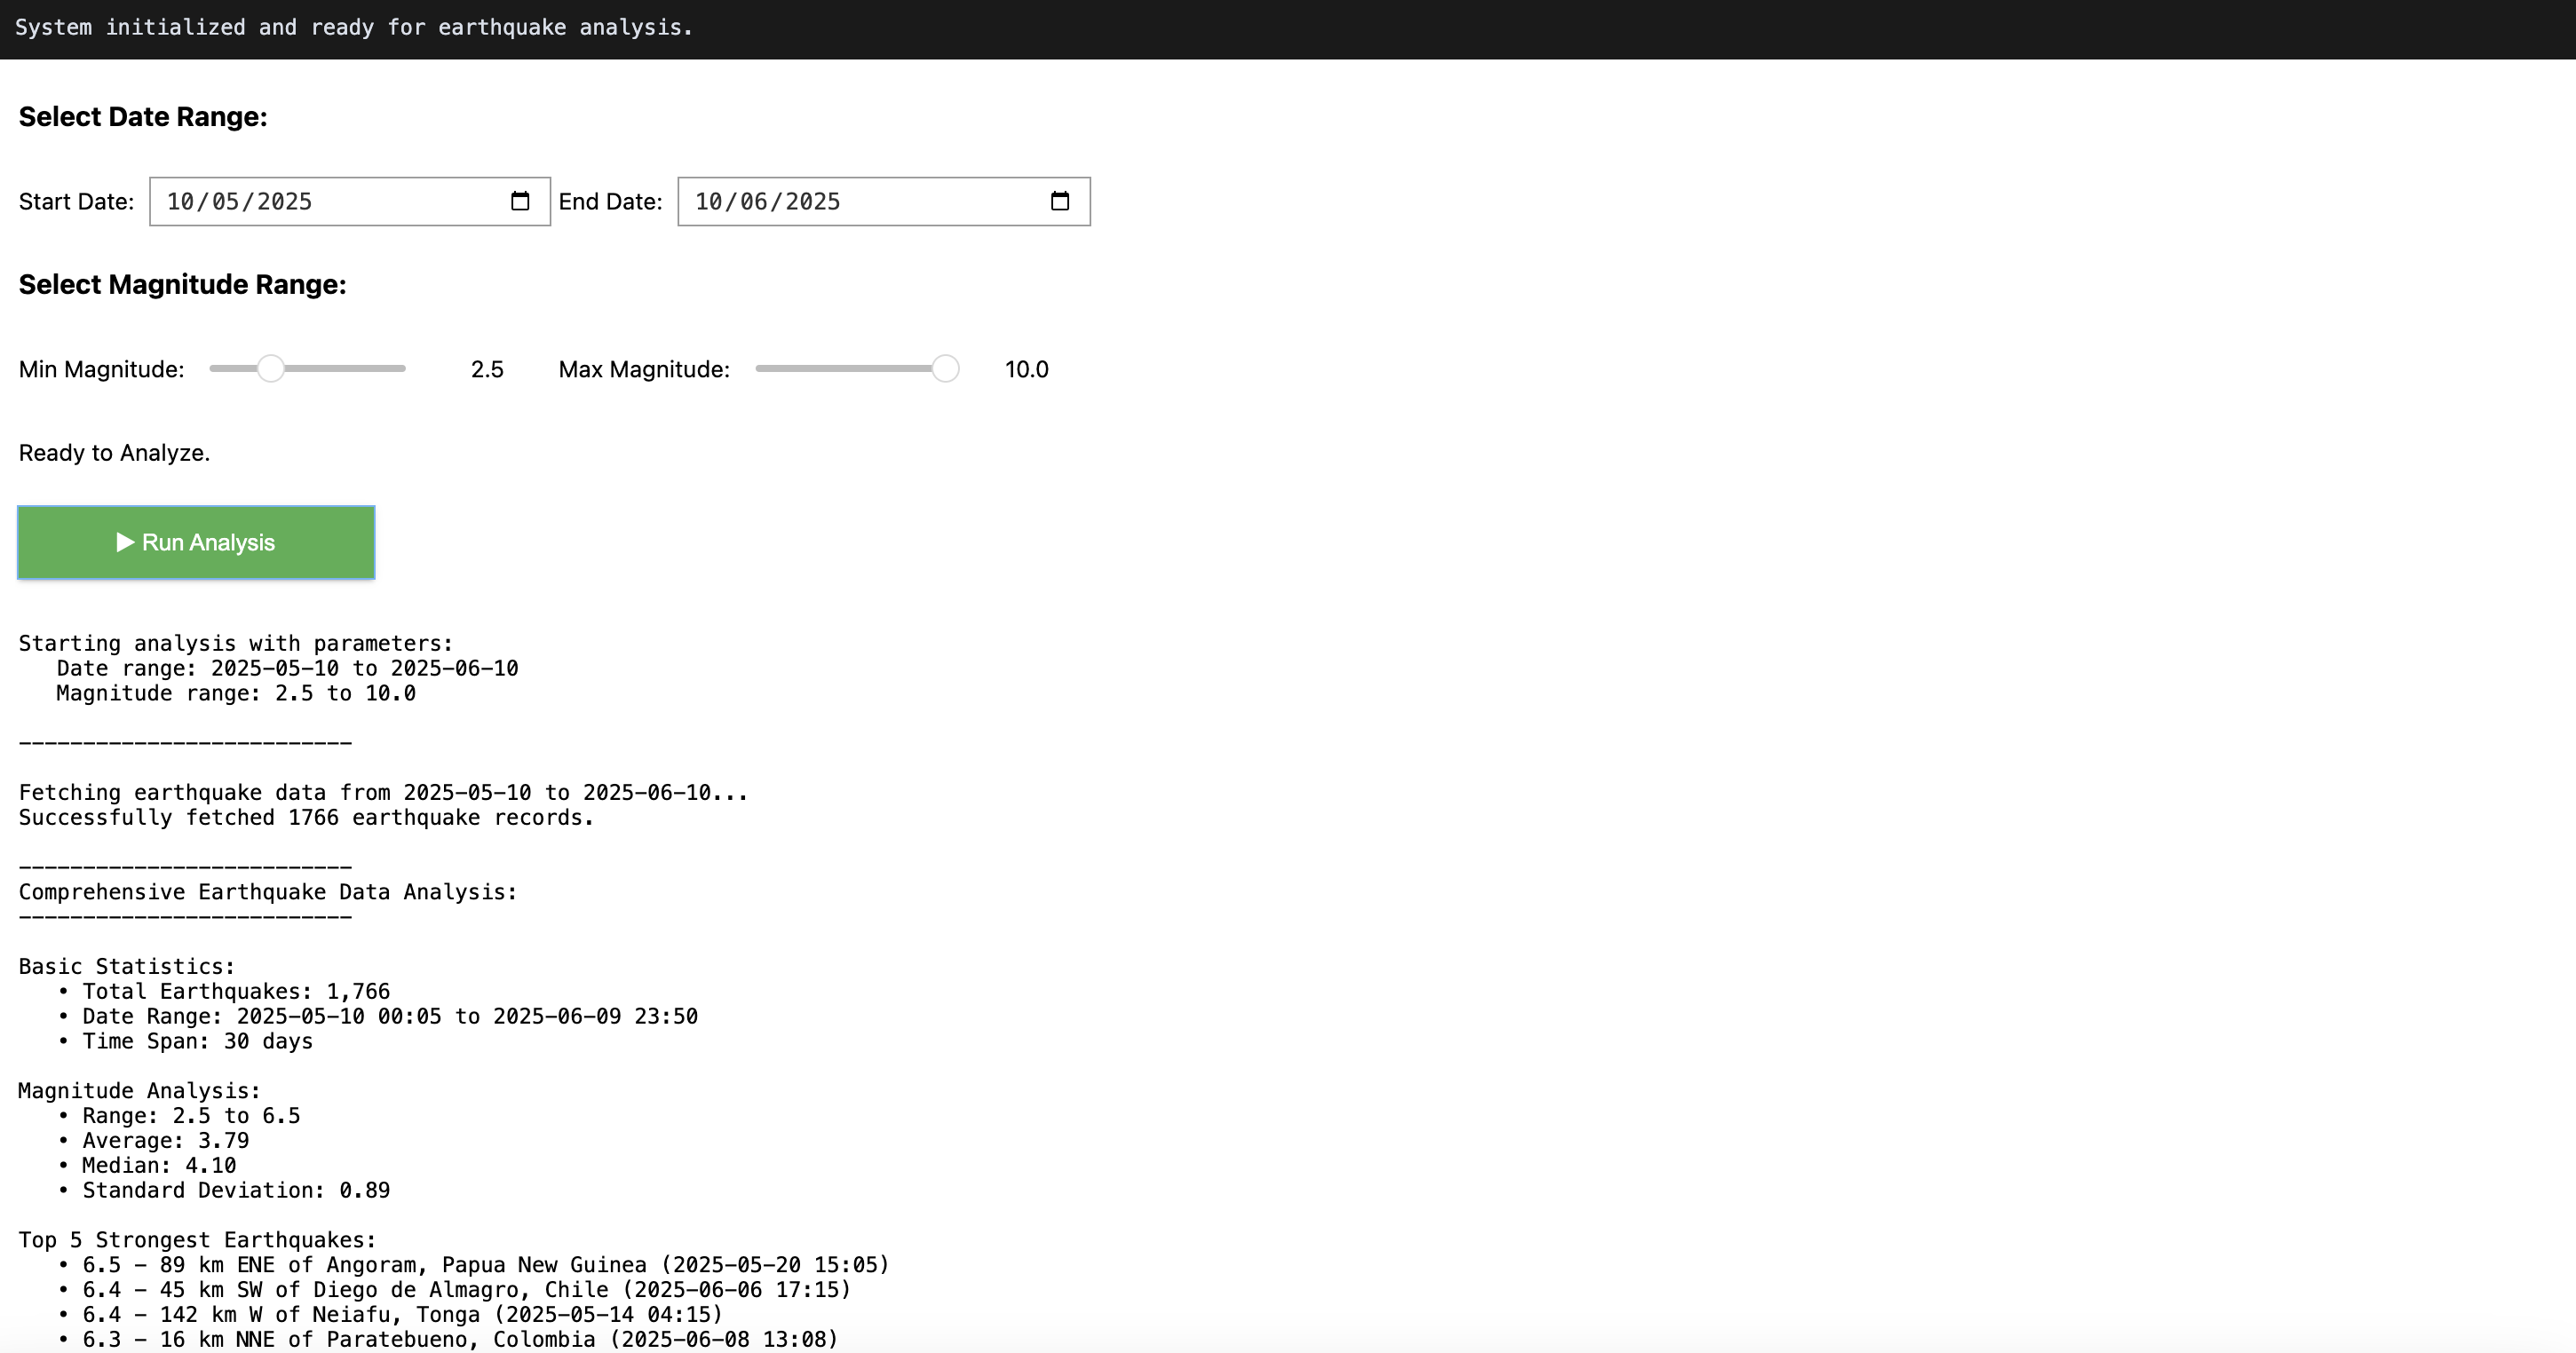 System initialized and ready for earthquake analysis.
Select Date Range:
Start Date: 10/05/2025 End Date: 10/06/2025
Select Magnitude Range:
Min Magnitude: 2.5 Max Magnitude: 10.0
Ready to Analyze.
▶ Run Analysis
Starting analysis with parameters:
Date range: 2025-05-10 to 2025-06-10
Magnitude range: 2.5 to 10.0
--------------------------
Fetching earthquake data from 2025-05-10 to 2025-06-10...
Successfully fetched 1766 earthquake records.
--------------------------
Comprehensive Earthquake Data Analysis:
--------------------------
Basic Statistics:
• Total Earthquakes: 1,766
• Date Range: 2025-05-10 00:05 to 2025-06-09 23:50
• Time Span: 30 days
Magnitude Analysis:
• Range: 2.5 to 6.5
• Average: 3.79
• Median: 4.10
• Standard Deviation: 0.89
Top 5 Strongest Earthquakes:
• 6.5 - 89 km ENE of Angoram, Papua New Guinea (2025-05-20 15:05)
• 6.4 - 45 km SW of Diego de Almagro, Chile (2025-06-06 17:15)
• 6.4 - 142 km W of Neiafu, Tonga (2025-05-14 04:15)
• 6.3 - 16 km NNE of Paratebueno, Colombia (2025-06-08 13:08)